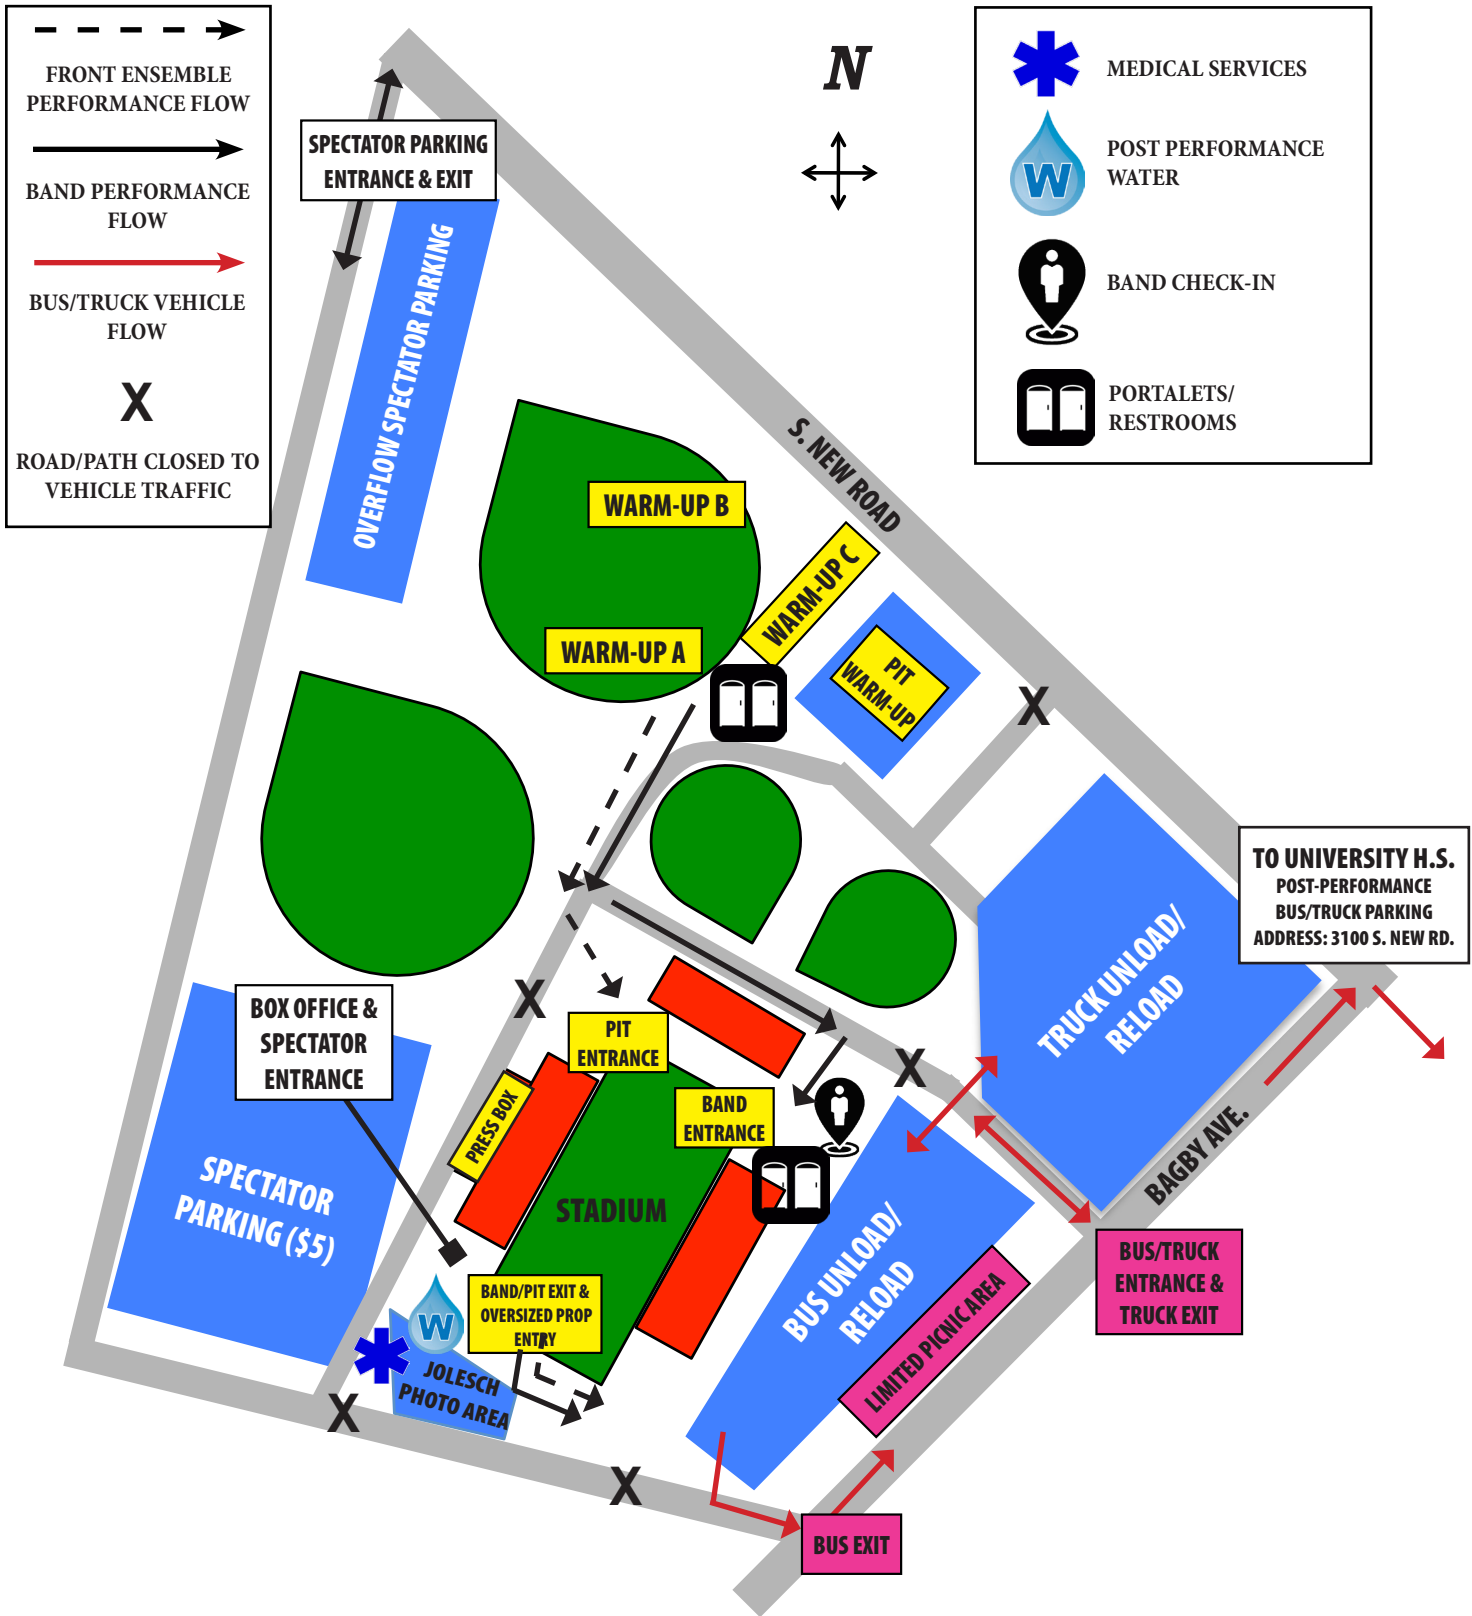 FRONT ENSEMBLE
PERFORMANCE FLOW
BAND PERFORMANCE
FLOW
BUS/TRUCK VEHICLE
FLOW
X
ROAD/PATH CLOSED TO
VEHICLE TRAFFIC
N
MEDICAL SERVICES
W
POST PERFORMANCE
WATER
BAND CHECK-IN
PORTALETS/
RESTROOMS
SPECTATOR PARKING
ENTRANCE & EXIT
OVERFLOW SPECTATOR PARKING
S. NEW ROAD
WARM-UP B
WARM-UP C
WARM-UP A
PIT
WARM-UP
X
TO UNIVERSITY H.S.
POST-PERFORMANCE
BUS/TRUCK PARKING
ADDRESS: 3100 S. NEW RD.
TRUCK UNLOAD/
RELOAD
BOX OFFICE &
SPECTATOR
ENTRANCE
X
PIT
ENTRANCE
X
PRESS BOX
BAND
ENTRANCE
BAGBY AVE.
SPECTATOR
PARKING ($5)
STADIUM
BUS UNLOAD/
RELOAD
BUS/TRUCK
ENTRANCE &
TRUCK EXIT
BAND/PIT EXIT &
OVERSIZED PROP
ENTRY
W
LIMITED PICNIC AREA
JOLESCH
PHOTO AREA
X
X
BUS EXIT